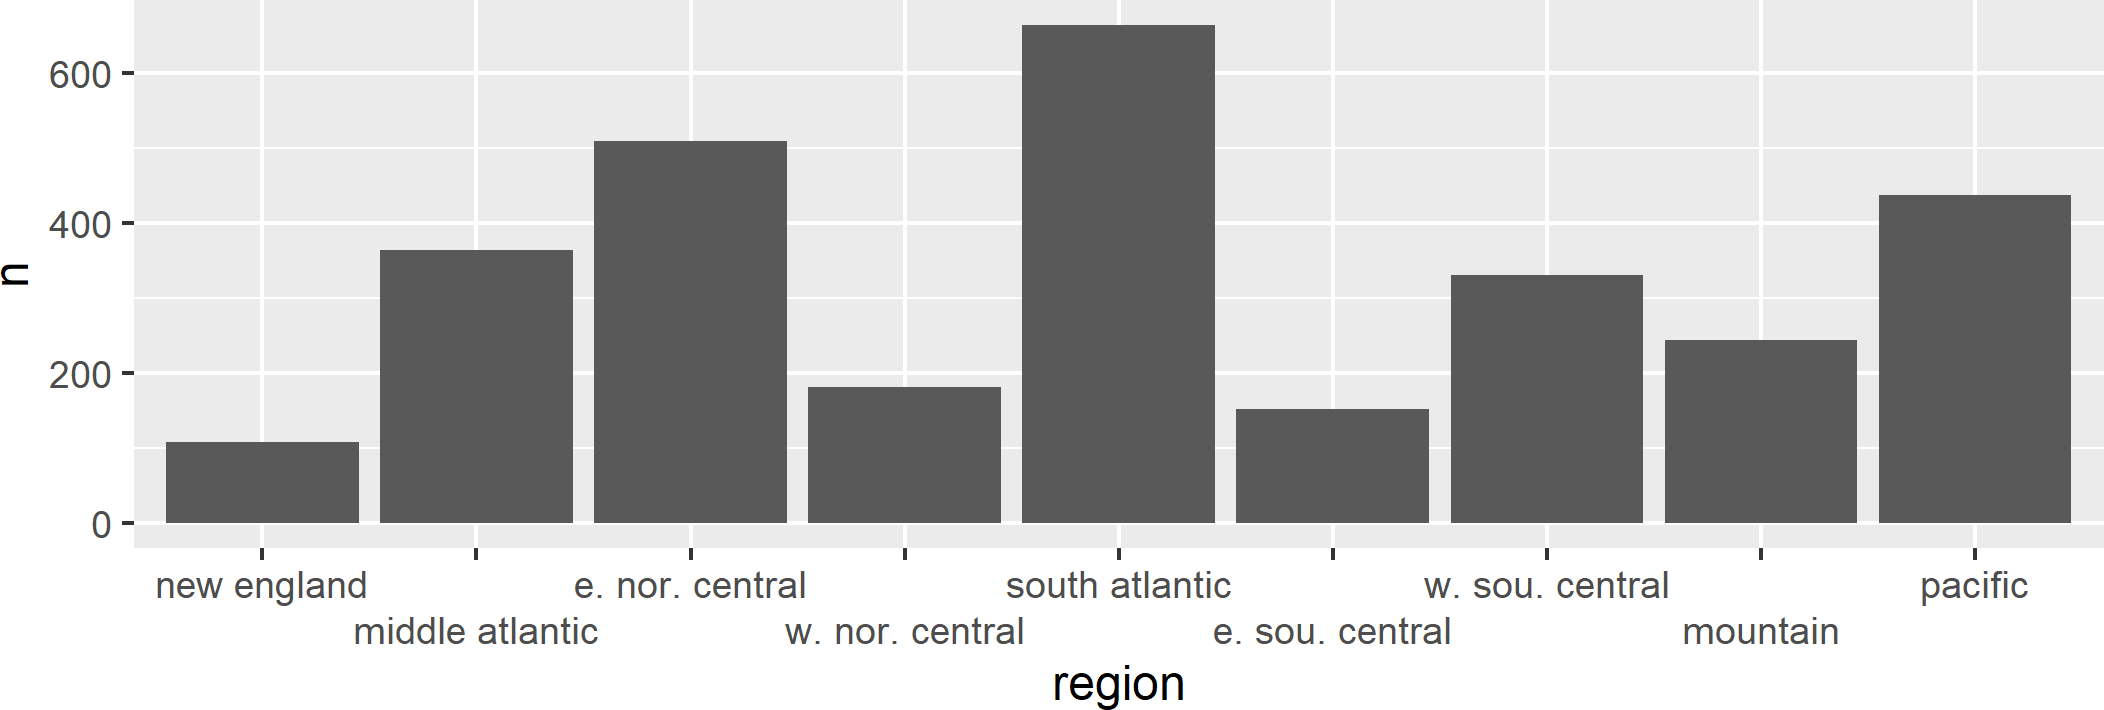 600
400
200
0
n
new england
middle atlantic
e. nor. central
w. nor. central
south atlantic
e. sou. central
w. sou. central
mountain
pacific
region